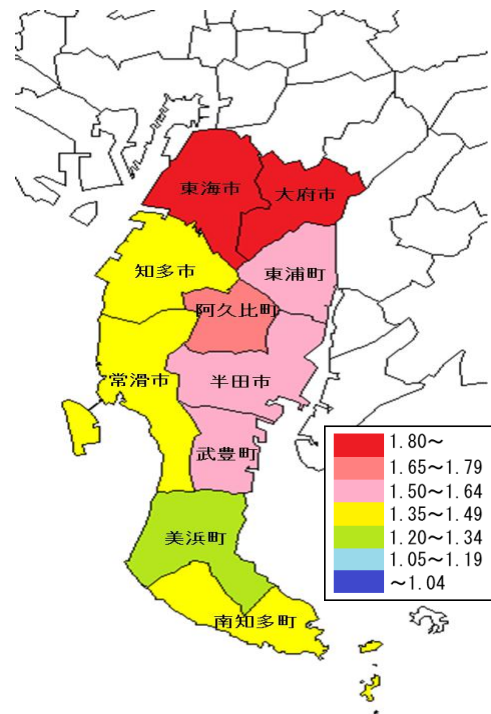 東海市
大府市
知多市
東浦町
阿久比町
常滑市
半田市
武豊町
美浜町
南知多町
1.80～
1.65～1.79
1.50～1.64
1.35～1.49
1.20～1.34
1.05～1.19
～1.04